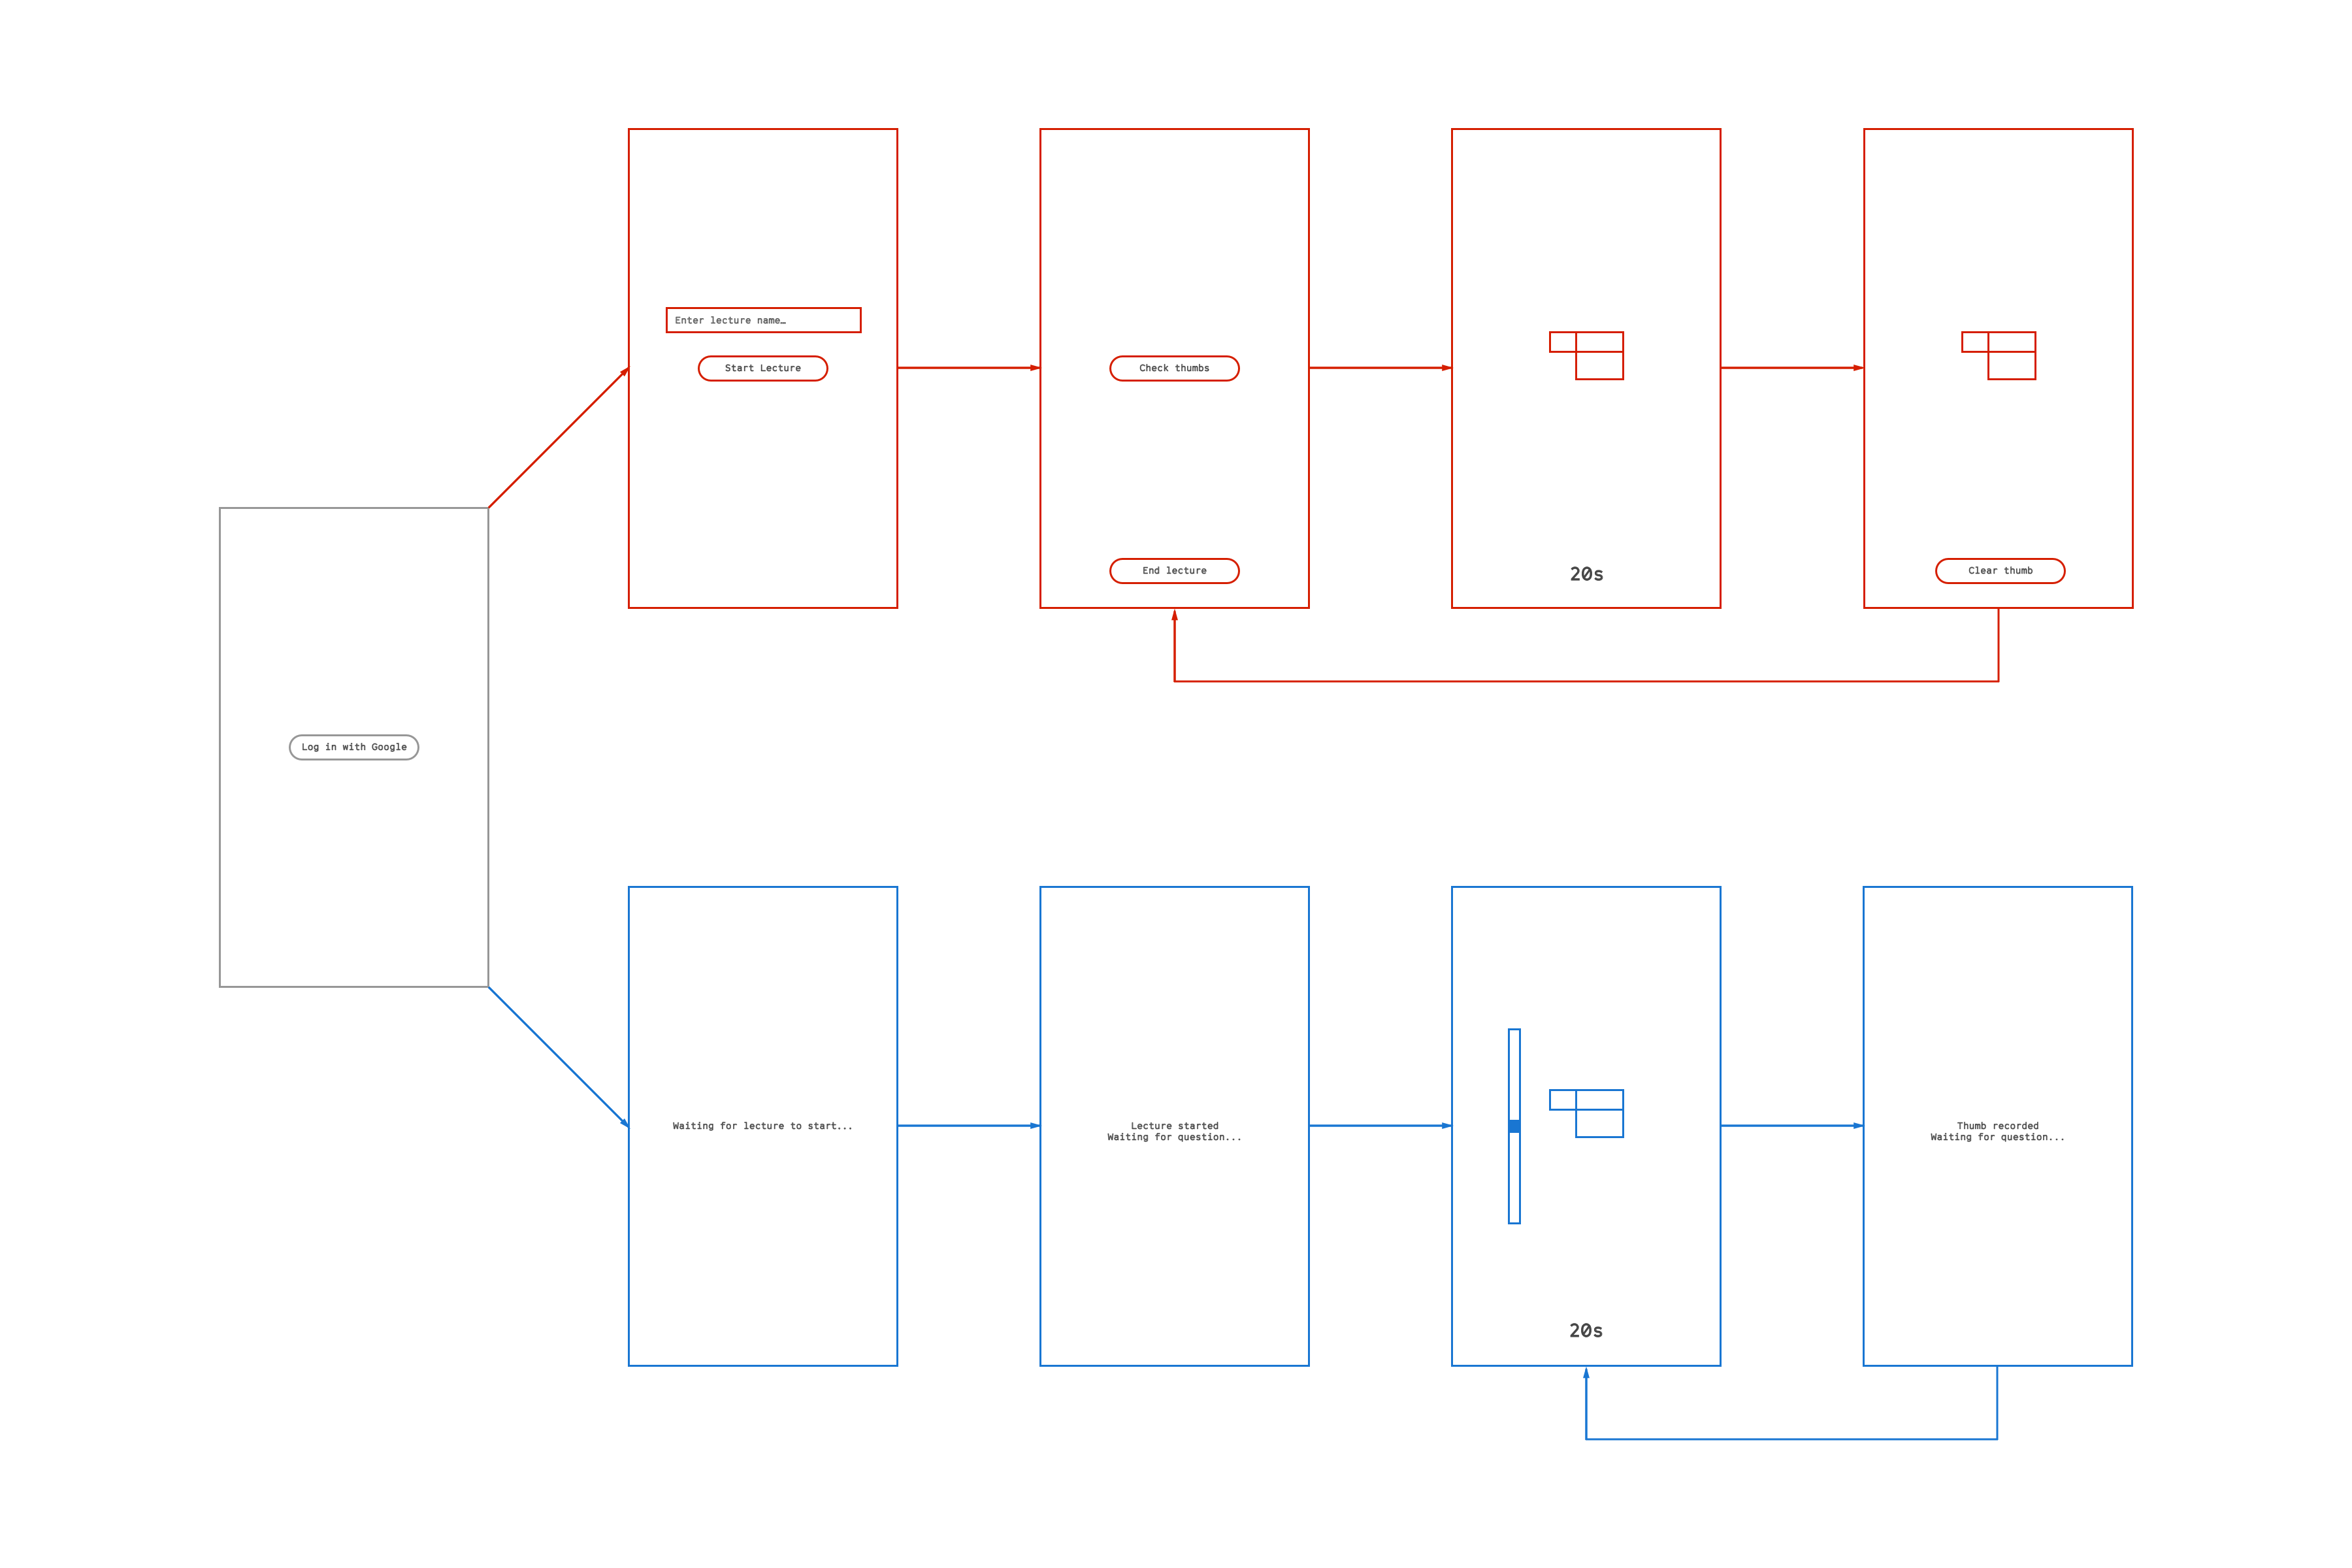 Enter lecture name…
Start Lecture
Check thumbs
End lecture
20s
Clear thumb
Log in with Google
Waiting for lecture to start...
Lecture started
Waiting for question...
20s
Thumb recorded
Waiting for question...